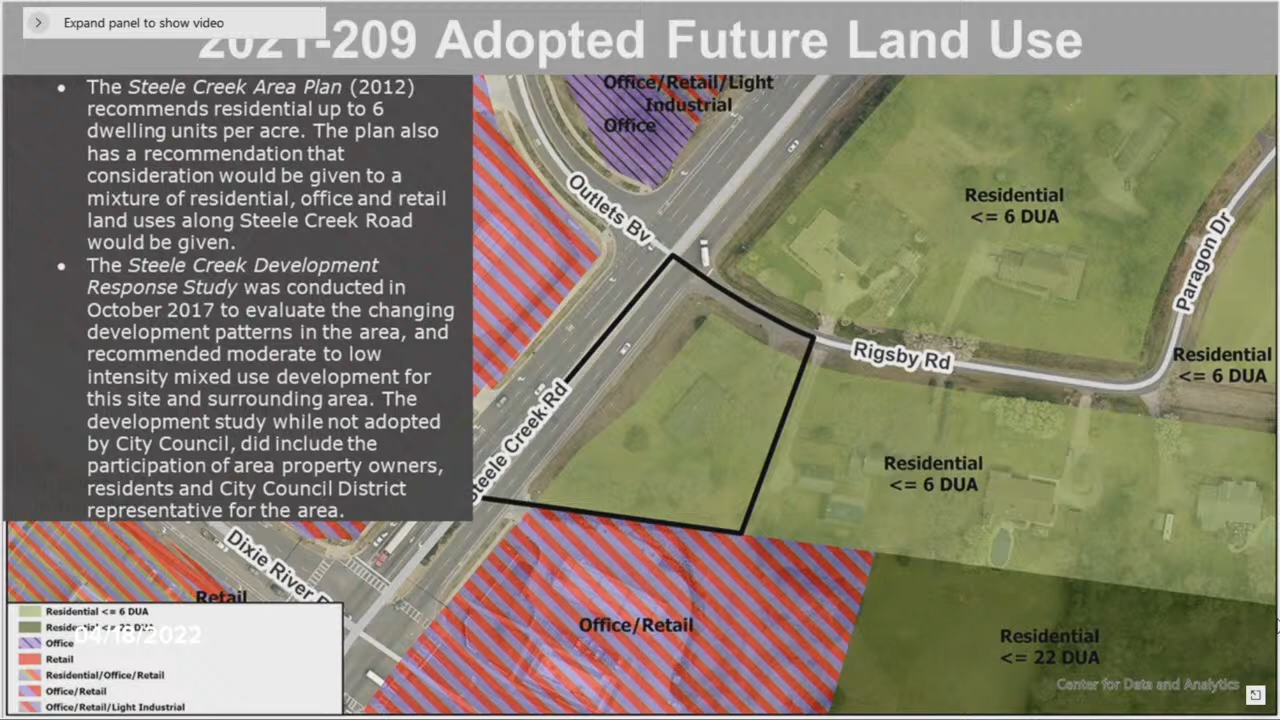 Expand panel to show video
2021-209 Adopted Future Land Use
• The Steele Creek Area Plan (2012)
recommends residential up to 6
dwelling units per acre. The plan also
has a recommendation that
consideration would be given to a
mixture of residential, office and retail
land uses along Steele Creek Road
would be given.
• The Steele Creek Development
Response Study was conducted in
October 2017 to evaluate the changing
development patterns in the area, and
recommended moderate to low
intensity mixed use development for
this site and surrounding area. The
development study while not adopted
by City Council, did include the
participation of area property owners,
residents and City Council District
representative for the area.
Office/Retail/Light
Industrial
Office
Outlets Bv
Residential
<= 6 DUA
Paragon Dr
Rigsby Rd
Residential
<= 6 DUA
Steele Creek Rd
Residential
<= 6 DUA
Dixie River
Retail
Office/Retail
Residential
<= 22 DUA
Residential <= 6 DUA
Residential <= 22 DUA
Office
Retail
Residential/Office/Retail
Office/Retail
Office/Retail/Light Industrial
04/18/2022
Center for Data and Analytics